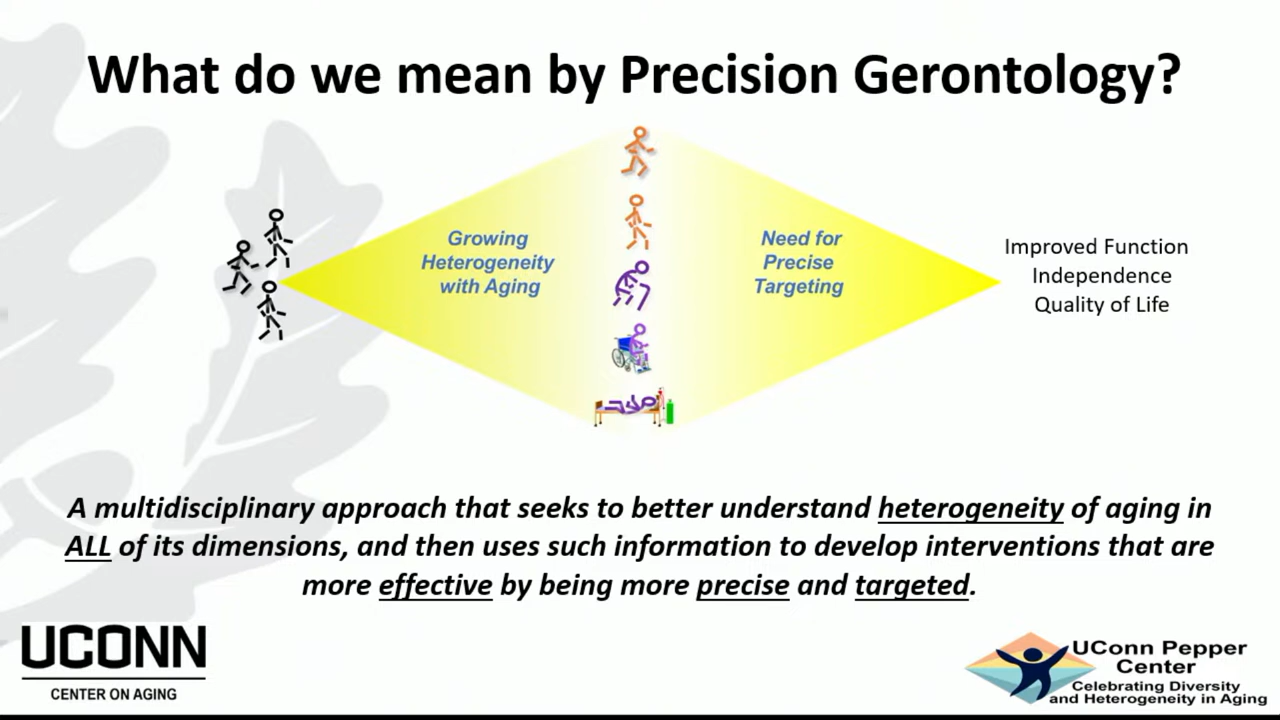 What do we mean by Precision Gerontology?
Growing
Heterogeneity
with Aging
Need for
Precise
Targeting
Improved Function
Independence
Quality of Life
A multidisciplinary approach that seeks to better understand heterogeneity of aging in
ALL of its dimensions, and then uses such information to develop interventions that are
more effective by being more precise and targeted.
UCONN
CENTER ON AGING
UConn Pepper
Center
Celebrating Diversity
and Heterogeneity in Aging